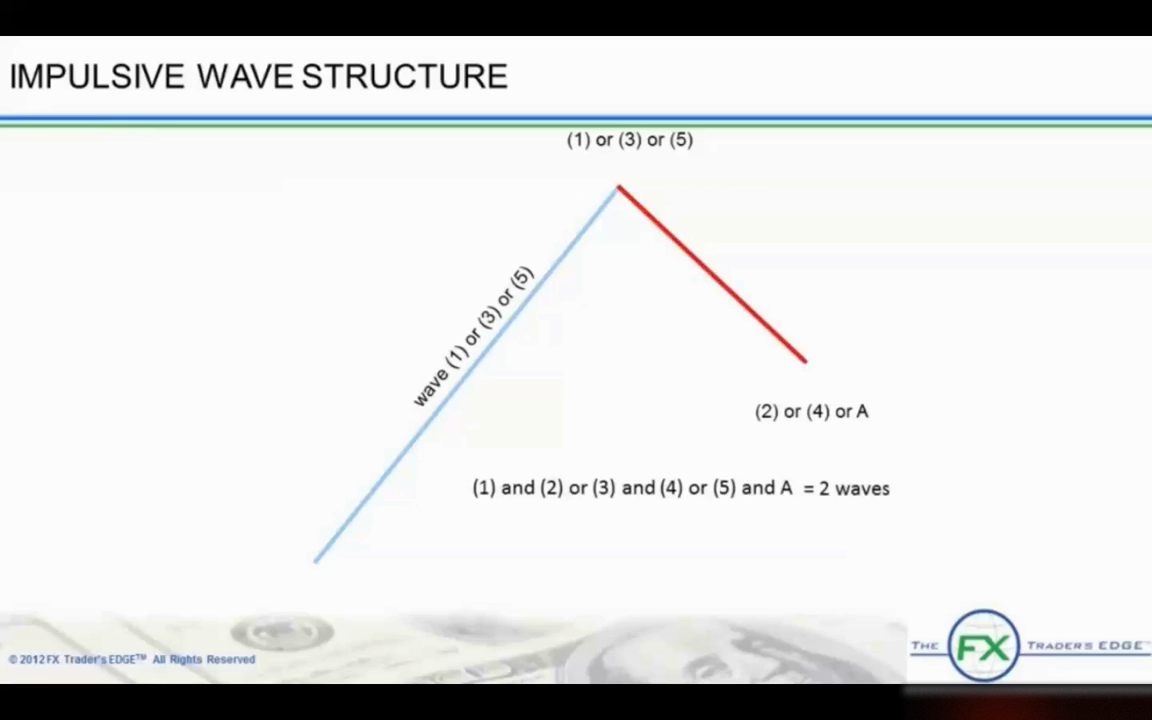 IMPULSIVE WAVE STRUCTURE
(1) or (3) or (5)
wave (1) or (3) or (5)
(2) or (4) or A
(1) and (2) or (3) and (4) or (5) and A = 2 waves
© 2012 FX Trader's EDGE™ All Rights Reserved
THE FX TRADER'S EDGE™